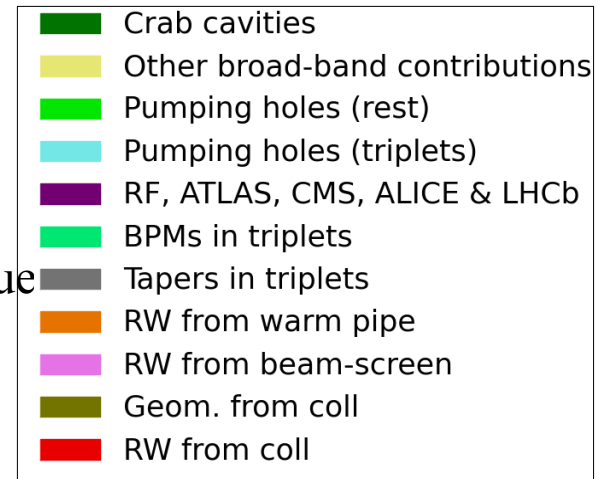 Crab cavities
Other broad-band contributions
Pumping holes (rest)
Pumping holes (triplets)
RF, ATLAS, CMS, ALICE & LHCb
BPMs in triplets
ue Tapers in triplets
RW from warm pipe
RW from beam-screen
Geom. from coll
RW from coll